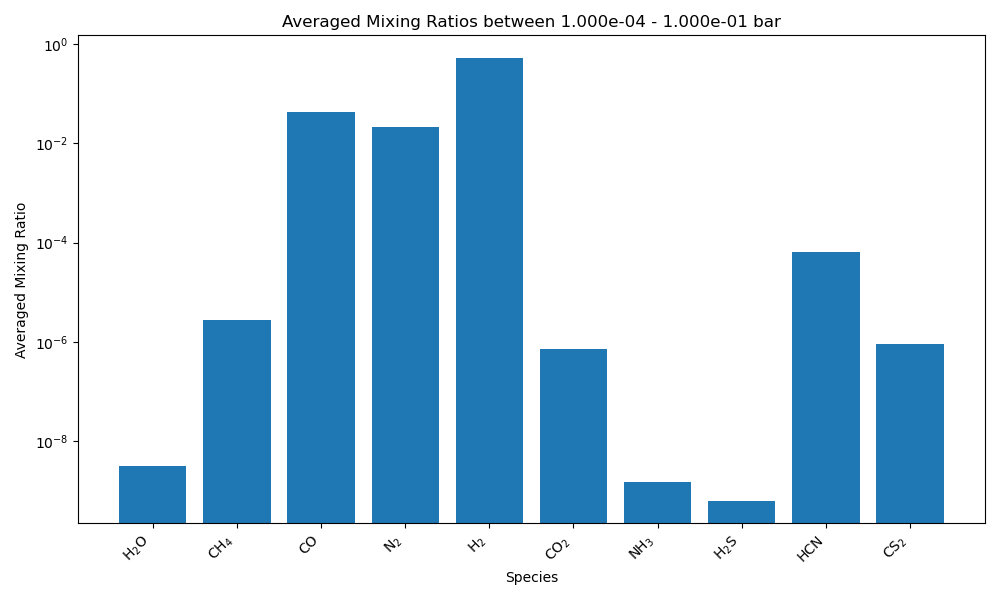 Averaged Mixing Ratios between 1.000e-04 - 1.000e-01 bar
Averaged Mixing Ratio
10⁰
10⁻²
10⁻⁴
10⁻⁶
10⁻⁸
H₂O
CH₄
CO
N₂
H₂
CO₂
NH₃
H₂S
HCN
CS₂
Species